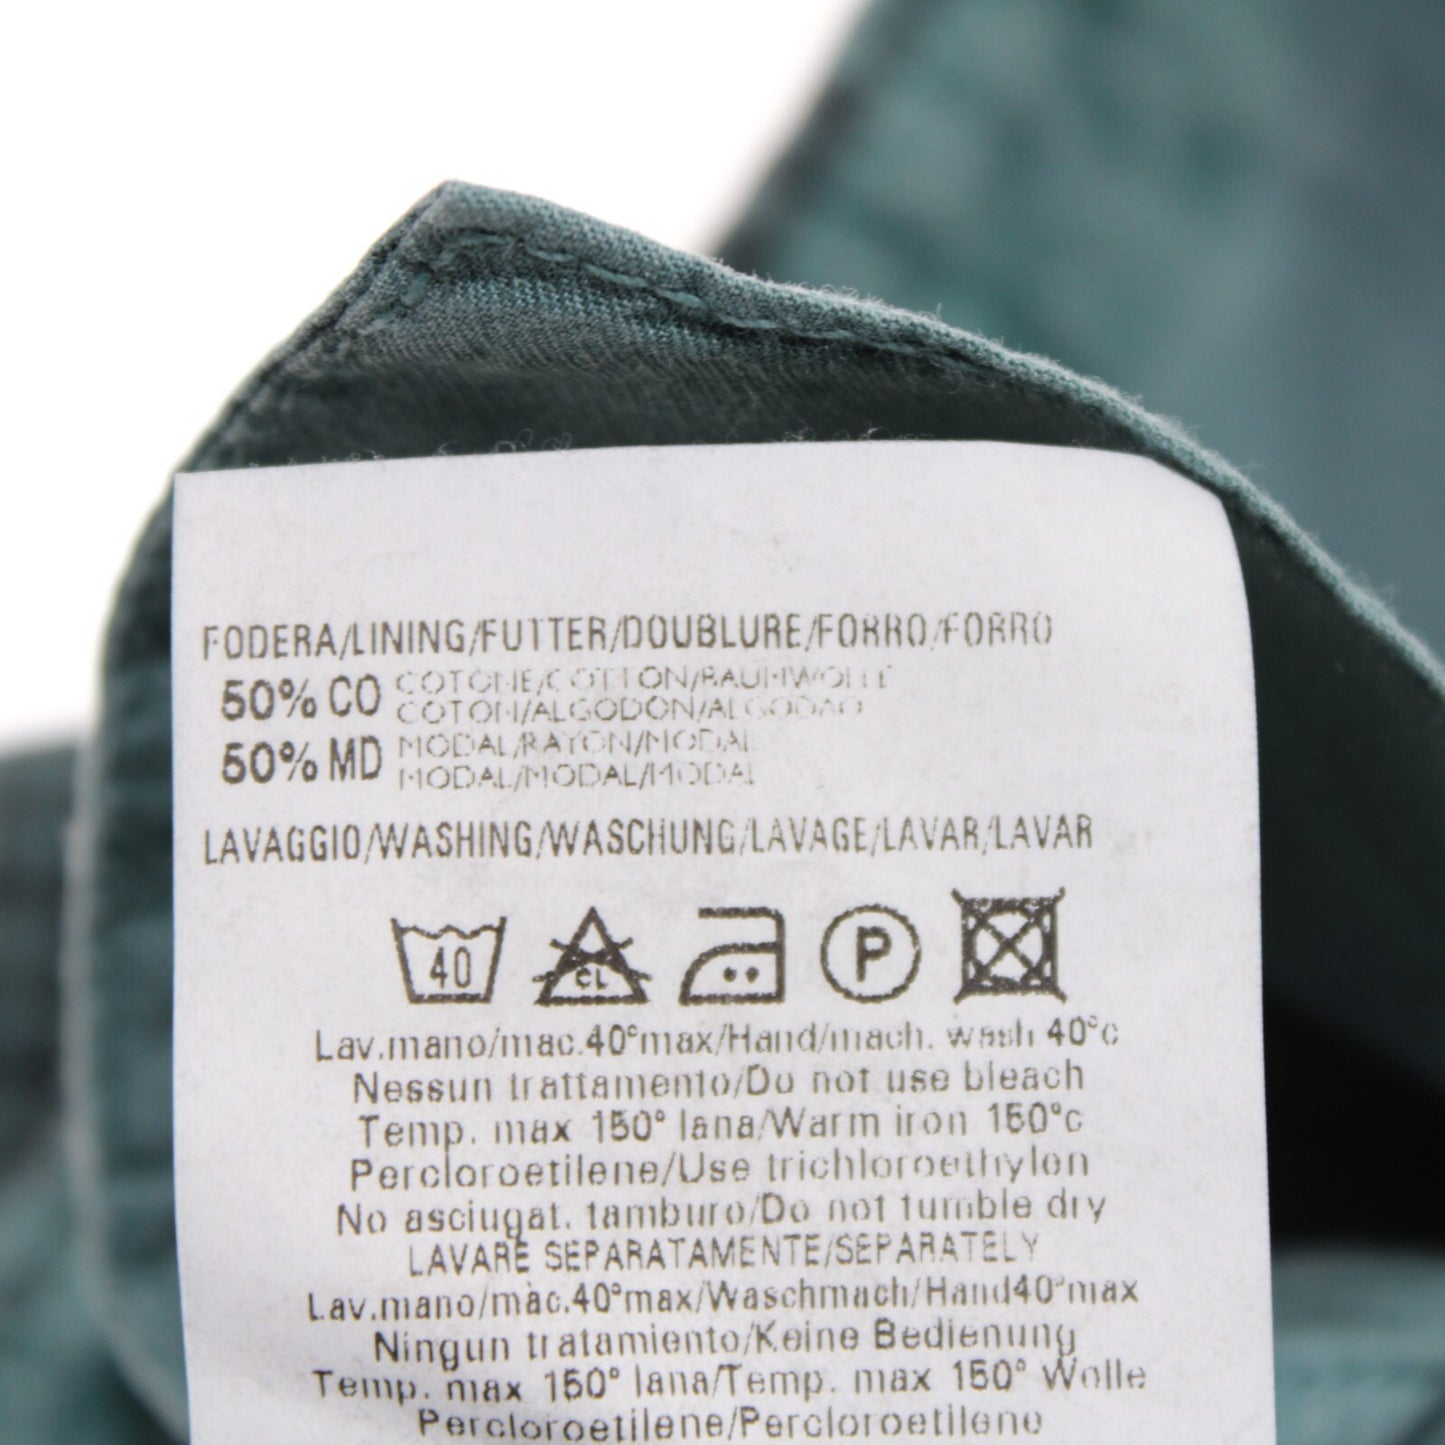 FODERA/LINING/FUTTER/DOUBLURE/FORRO/FORRO
50% CO COTONE/COTTON/BAUMWOLLE
COTON/ALGODON/ALGODAO
50% MD MODAL/RAYON/MODAL
MODAL/MODAL/MODAL
LAVAGGIO/WASHING/WASCHUNG/LAVAGE/LAVAR/LAVAR
40 CL P
Lav.mano/mac.40°max/Hand/mach. wash 40°c
Nessun trattamento/Do not use bleach
Temp. max 150° lana/Warm iron 150°c
Percloroetilene/Use trichloroethylen
No asciugat. tamburo/Do not tumble dry
LAVARE SEPARATAMENTE/SEPARATELY
Lav.mano/mac.40°max/Waschmach/Hand40°max
Ningun tratamiento/Keine Bedienung
Temp. max 150° lana/Temp. max 150° Wolle
Percloroetilene/Percloroetilene